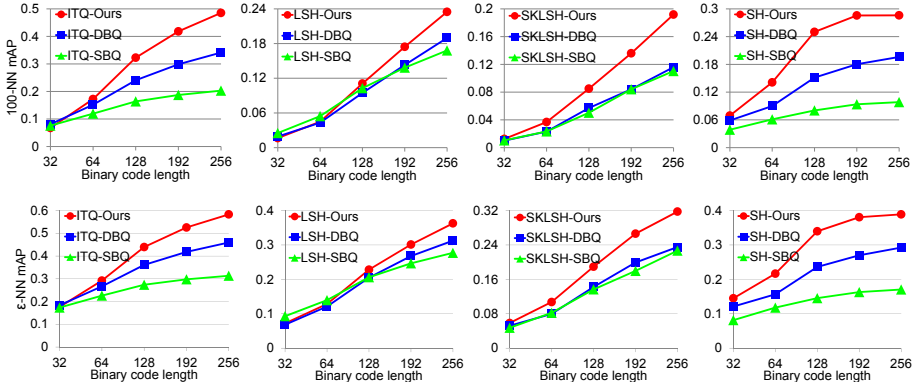 100-NN mAP
0.5
0.4
0.3
0.2
0.1
0
ITQ-Ours
ITQ-DBQ
ITQ-SBQ
32 64 128 192 256
Binary code length
0.24
0.18
0.12
0.06
0
LSH-Ours
LSH-DBQ
LSH-SBQ
32 64 128 192 256
Binary code length
0.2
0.16
0.12
0.08
0.04
0
SKLSH-Ours
SKLSH-DBQ
SKLSH-SBQ
32 64 128 192 256
Binary code length
0.3
0.24
0.18
0.12
0.06
0
SH-Ours
SH-DBQ
SH-SBQ
32 64 128 192 256
Binary code length
ε-NN mAP
0.6
0.5
0.4
0.3
0.2
0.1
0
ITQ-Ours
ITQ-DBQ
ITQ-SBQ
32 64 128 192 256
Binary code length
0.4
0.3
0.2
0.1
0
LSH-Ours
LSH-DBQ
LSH-SBQ
32 64 128 192 256
Binary code length
0.32
0.24
0.16
0.08
0
SKLSH-Ours
SKLSH-DBQ
SKLSH-SBQ
32 64 128 192 256
Binary code length
0.4
0.3
0.2
0.1
0
SH-Ours
SH-DBQ
SH-SBQ
32 64 128 192 256
Binary code length